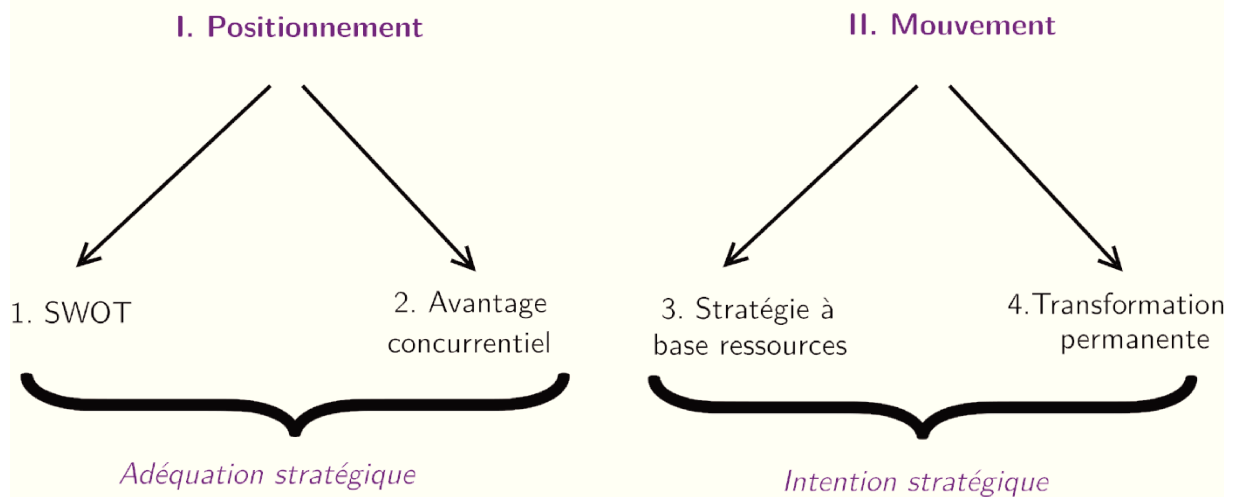 I. Positionnement
II. Mouvement
1. SWOT
2. Avantage
concurrentiel
3. Stratégie à
base ressources
4.Transformation
permanente
Adéquation stratégique
Intention stratégique